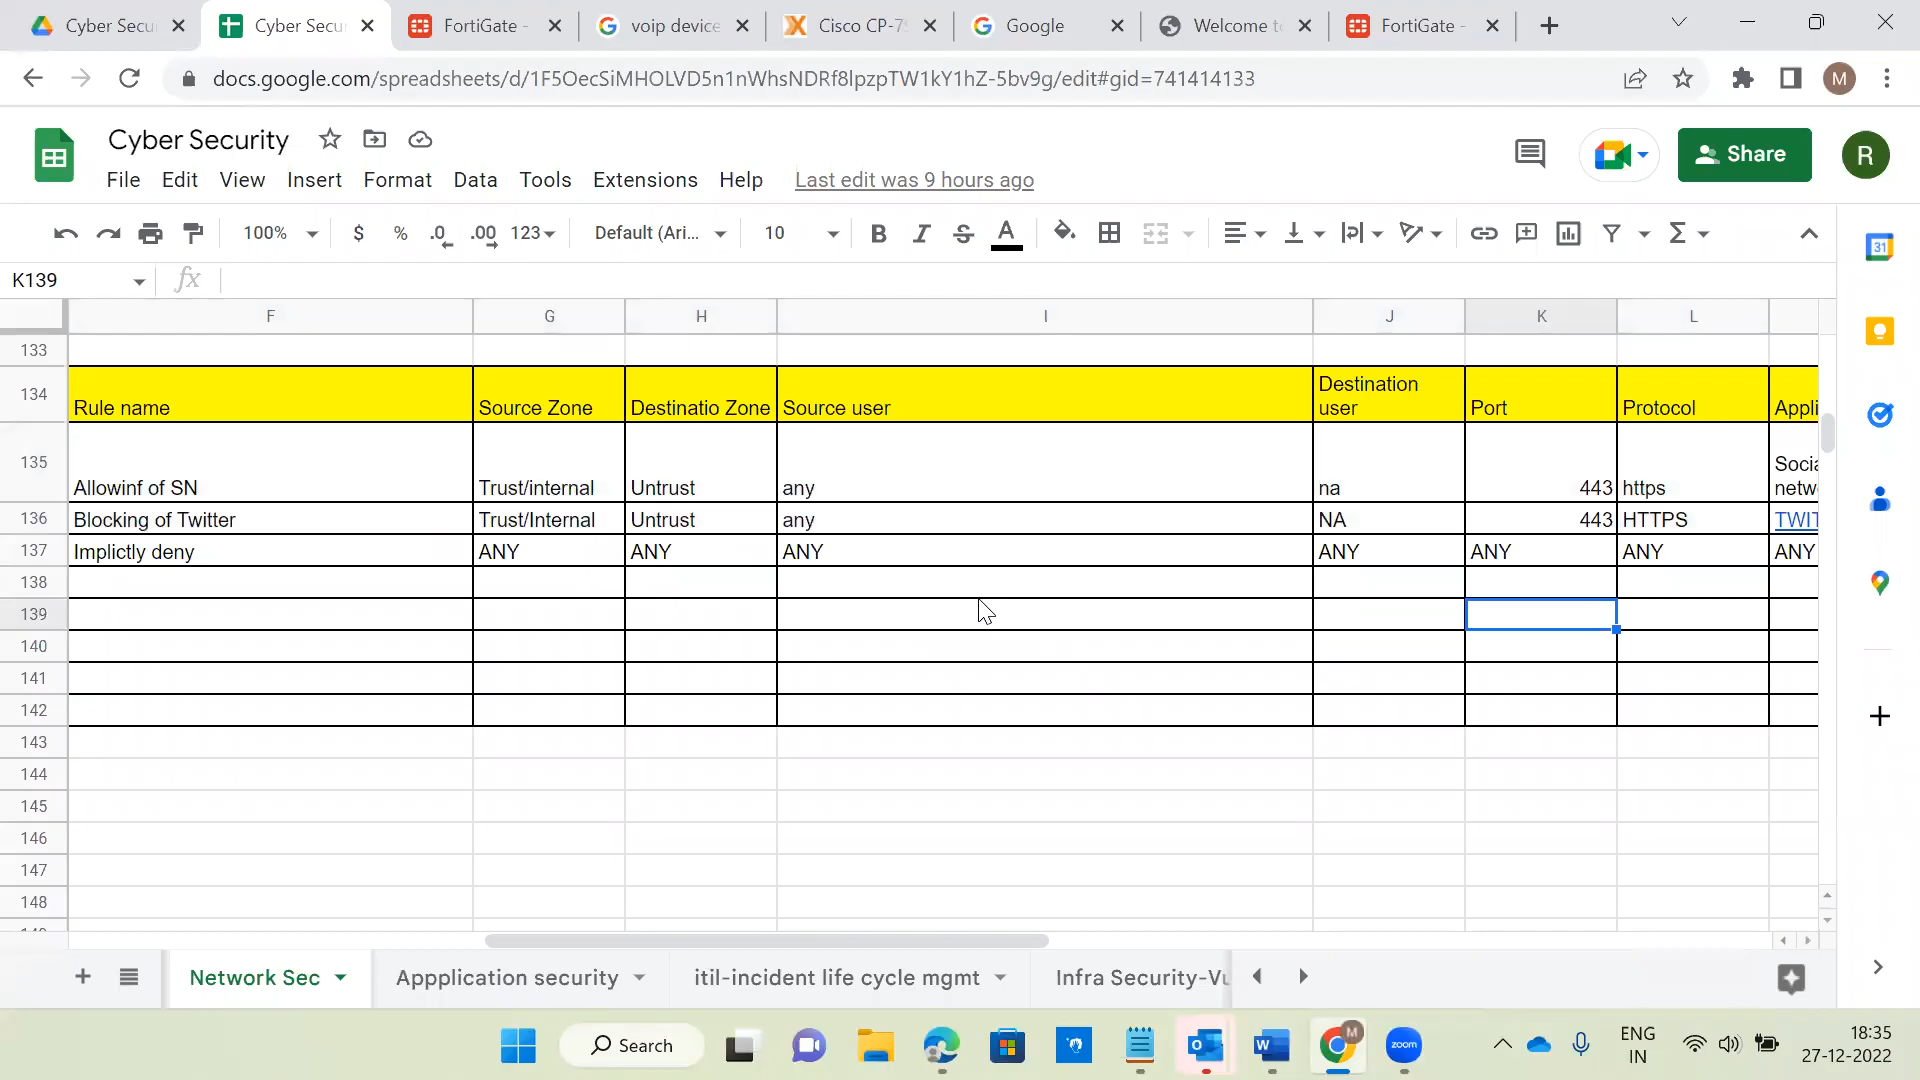 Cyber Secu
Cyber Secur
FortiGate -
voip device
Cisco CP-79
Google
Welcome to
FortiGate -
docs.google.com/spreadsheets/d/1F5OecSiMHOLVD5n1nWhsNDRf8lpzpTW1kY1hZ-5bv9g/edit#gid=741414133
M
Cyber Security
Share
R
File Edit View Insert Format Data Tools Extensions Help Last edit was 9 hours ago
100% $ % .0 .00 123 Default (Ari... 10 B I S A
31
K139 fx
F G H I J K L
133
134 Rule name Source Zone Destinatio Zone Source user Destination user Port Protocol Appli
135 Allowinf of SN Trust/internal Untrust any na 443 https Socia netw
136 Blocking of Twitter Trust/Internal Untrust any NA 443 HTTPS TWIT
137 Implictly deny ANY ANY ANY ANY ANY ANY ANY
138
139
140
141
142
143
144
145
146
147
148
Network Sec Appplication security itil-incident life cycle mgmt Infra Security-Vu
Search
zoom
ENG
IN
18:35
27-12-2022